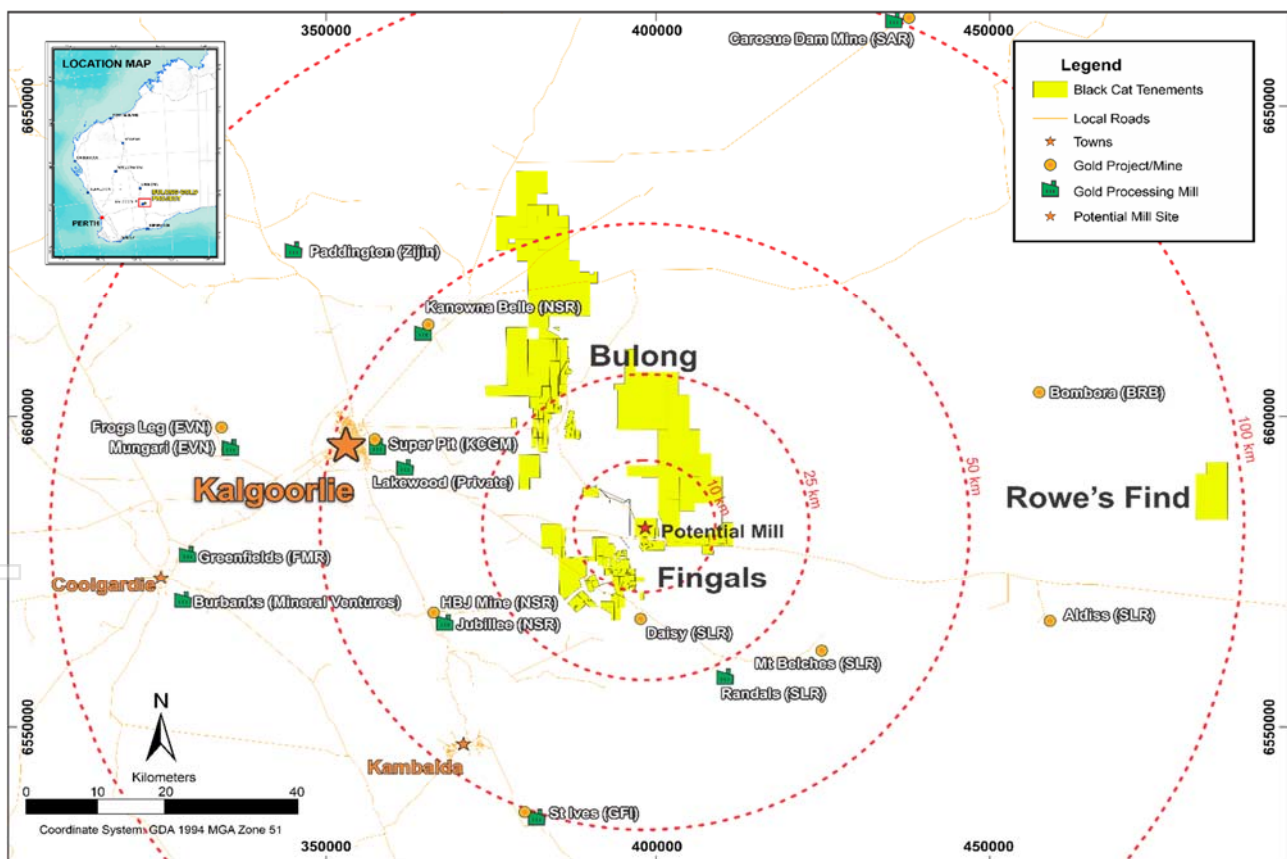 350000
400000
450000
Carosue Dam Mine (SAR)
LOCATION MAP
PERTH
Legend
Black Cat Tenements
Local Roads
Towns
Gold Project/Mine
Gold Processing Mill
Potential Mill Site
6650000
6650000
Paddington (Zijin)
Kanowna Belle (NSR)
Bulong
Bombora (BRB)
6600000
6600000
Frogs Leg (EVN)
Mungari (EVN)
Super Pit (KCGM)
Lakewood (Private)
Kalgoorlie
10 km
25 km
50 km
100 km
Rowe's Find
Potential Mill
Greenfields (FMR)
Coolgardie
Fingals
Burbanks (Mineral Ventures)
HBJ Mine (NSR)
Jubillee (NSR)
Daisy (SLR)
Aldiss (SLR)
Mt Belches (SLR)
Randals (SLR)
6550000
6550000
N
Kambalda
Kilometers
0 10 20 40
St Ives (GFI)
Coordinate System: GDA 1994 MGA Zone 51
350000
400000
450000